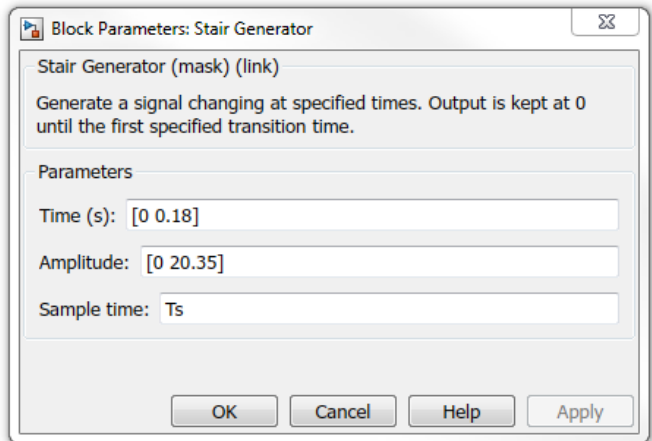 Block Parameters: Stair Generator
Stair Generator (mask) (link)
Generate a signal changing at specified times. Output is kept at 0
until the first specified transition time.
Parameters
Time (s): [0 0.18]
Amplitude: [0 20.35]
Sample time: Ts
OK Cancel Help Apply